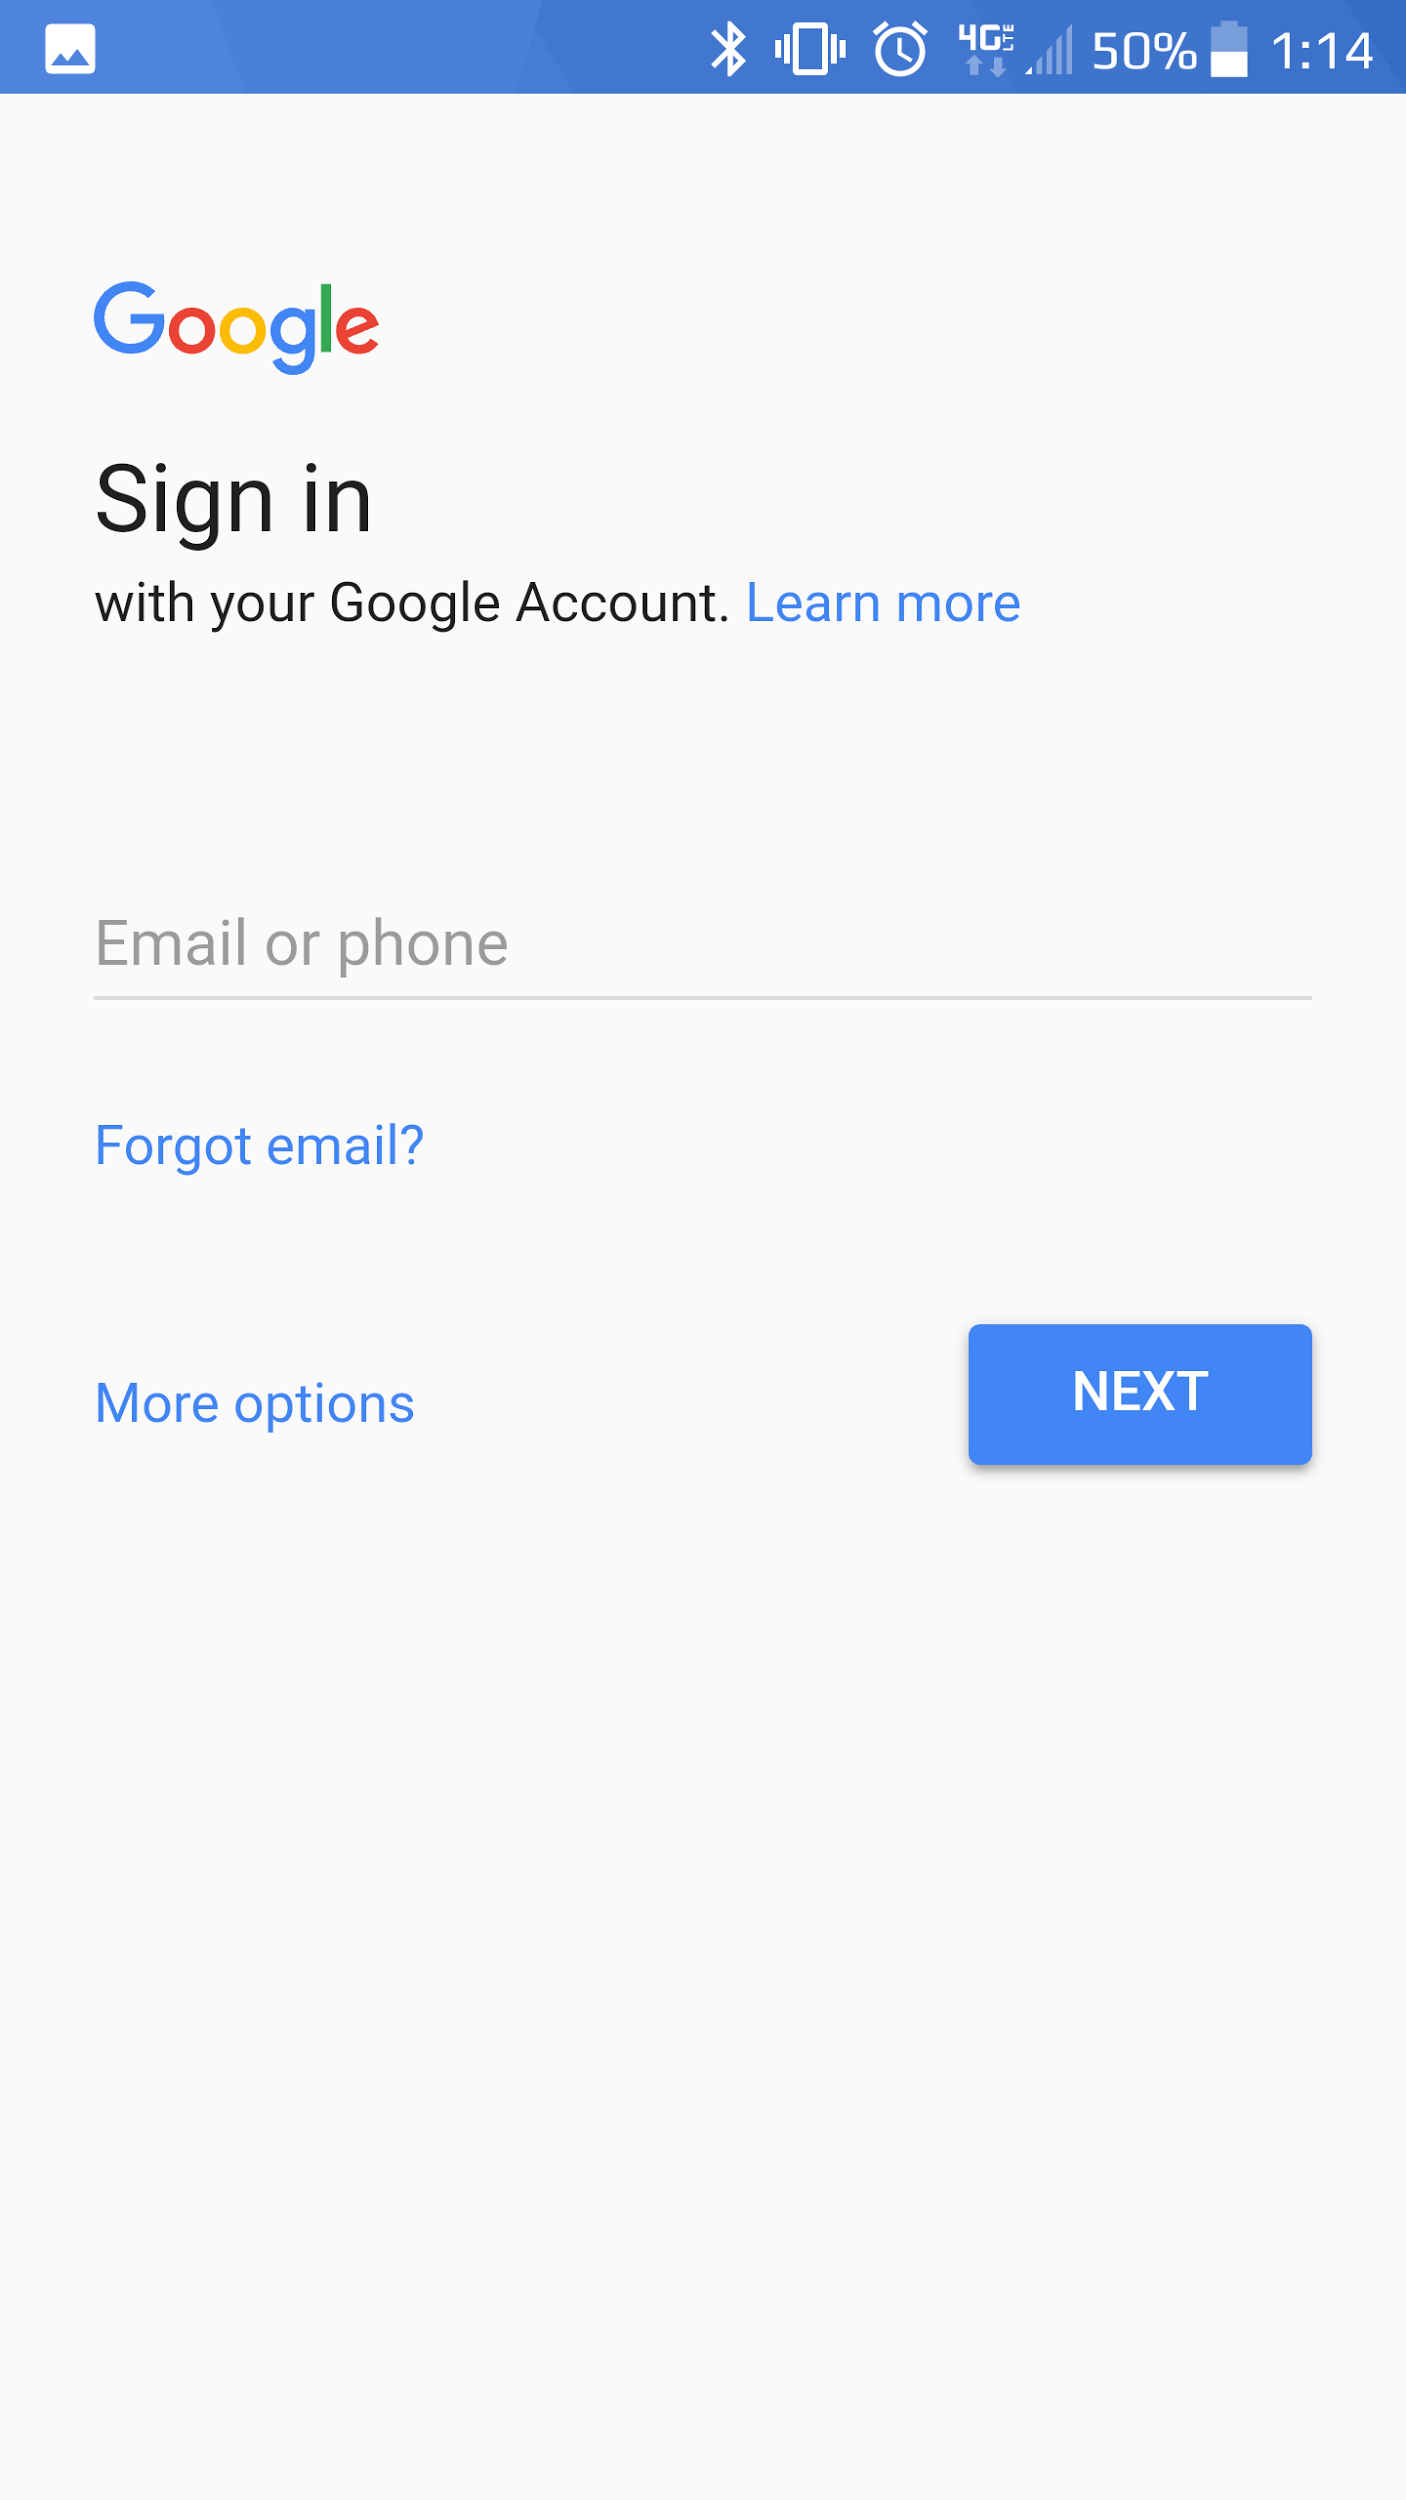 4G LTE 50% 1:14
Google
Sign in
with your Google Account. Learn more
Email or phone
Forgot email?
More options
NEXT